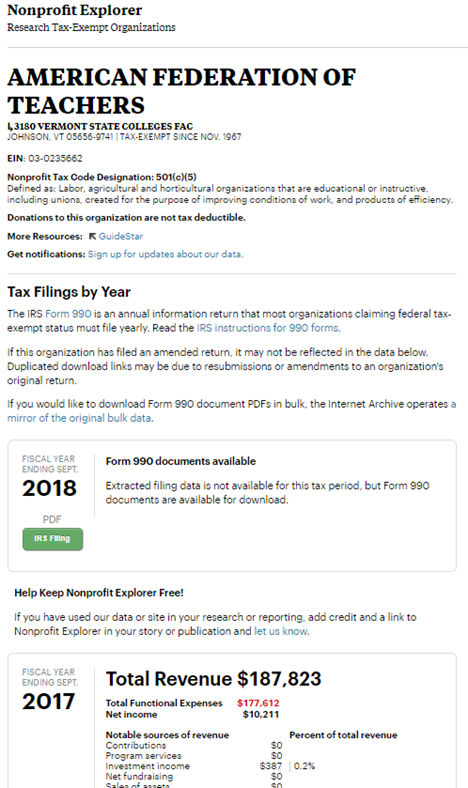 Nonprofit Explorer
Research Tax-Exempt Organizations
AMERICAN FEDERATION OF
TEACHERS
L3180 VERMONT STATE COLLEGES FAC
JOHNSON, VT 05656-9741 | TAX-EXEMPT SINCE NOV. 1967
EIN: 03-0235662
Nonprofit Tax Code Designation: 501(c)(5)
Defined as: Labor, agricultural and horticultural organizations that are educational or instructive,
including unions, created for the purpose of improving conditions of work, and products of efficiency.
Donations to this organization are not tax deductible.
More Resources: GuideStar
Get notifications: Sign up for updates about our data.
Tax Filings by Year
The IRS Form 990 is an annual information return that most organizations claiming federal tax-
exempt status must file yearly. Read the IRS instructions for 990 forms.
If this organization has filed an amended return, it may not be reflected in the data below.
Duplicated download links may be due to resubmissions or amendments to an organization's
original return.
If you would like to download Form 990 document PDFs in bulk, the Internet Archive operates a
mirror of the original bulk data.
FISCAL YEAR
ENDING SEPT.
2018
PDF
IRS Filing
Form 990 documents available
Extracted filing data is not available for this tax period, but Form 990
documents are available for download.
Help Keep Nonprofit Explorer Free!
If you have used our data or site in your research or reporting, add credit and a link to
Nonprofit Explorer in your story or publication and let us know.
FISCAL YEAR
ENDING SEPT.
2017
Total Revenue $187,823
Total Functional Expenses $177,612
Net income $10,211
Notable sources of revenue Percent of total revenue
Contributions $0
Program services $0
Investment income $387 0.2%
Net fundraising $0
Sales of assets $0